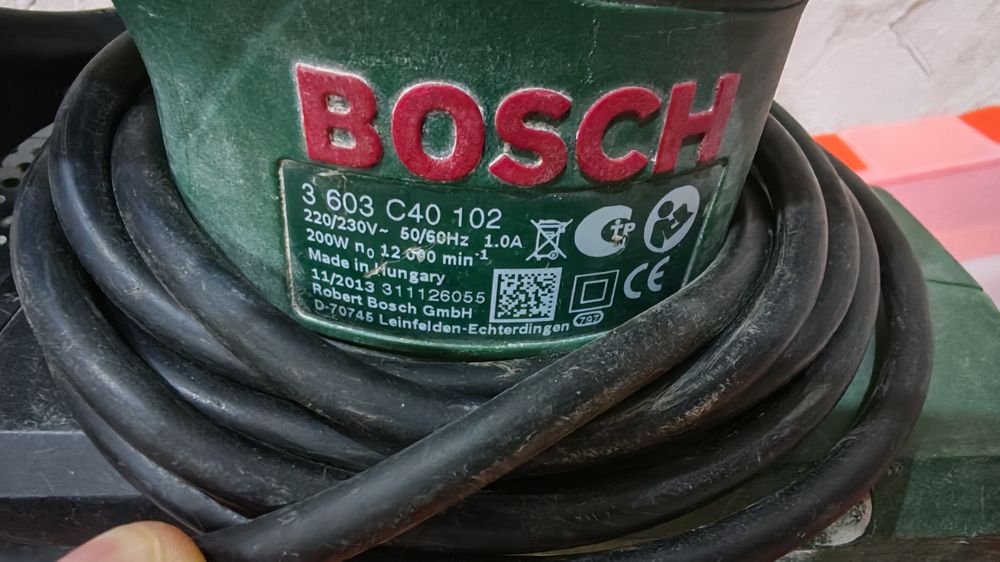 BOSCH
3 603 C40 102
220/230V~ 50/60Hz 1.0A
200W n₀ 12 000 min⁻¹
Made in Hungary
11/2013 311126055
Robert Bosch GmbH
D-70745 Leinfelden-Echterdingen
797
CE